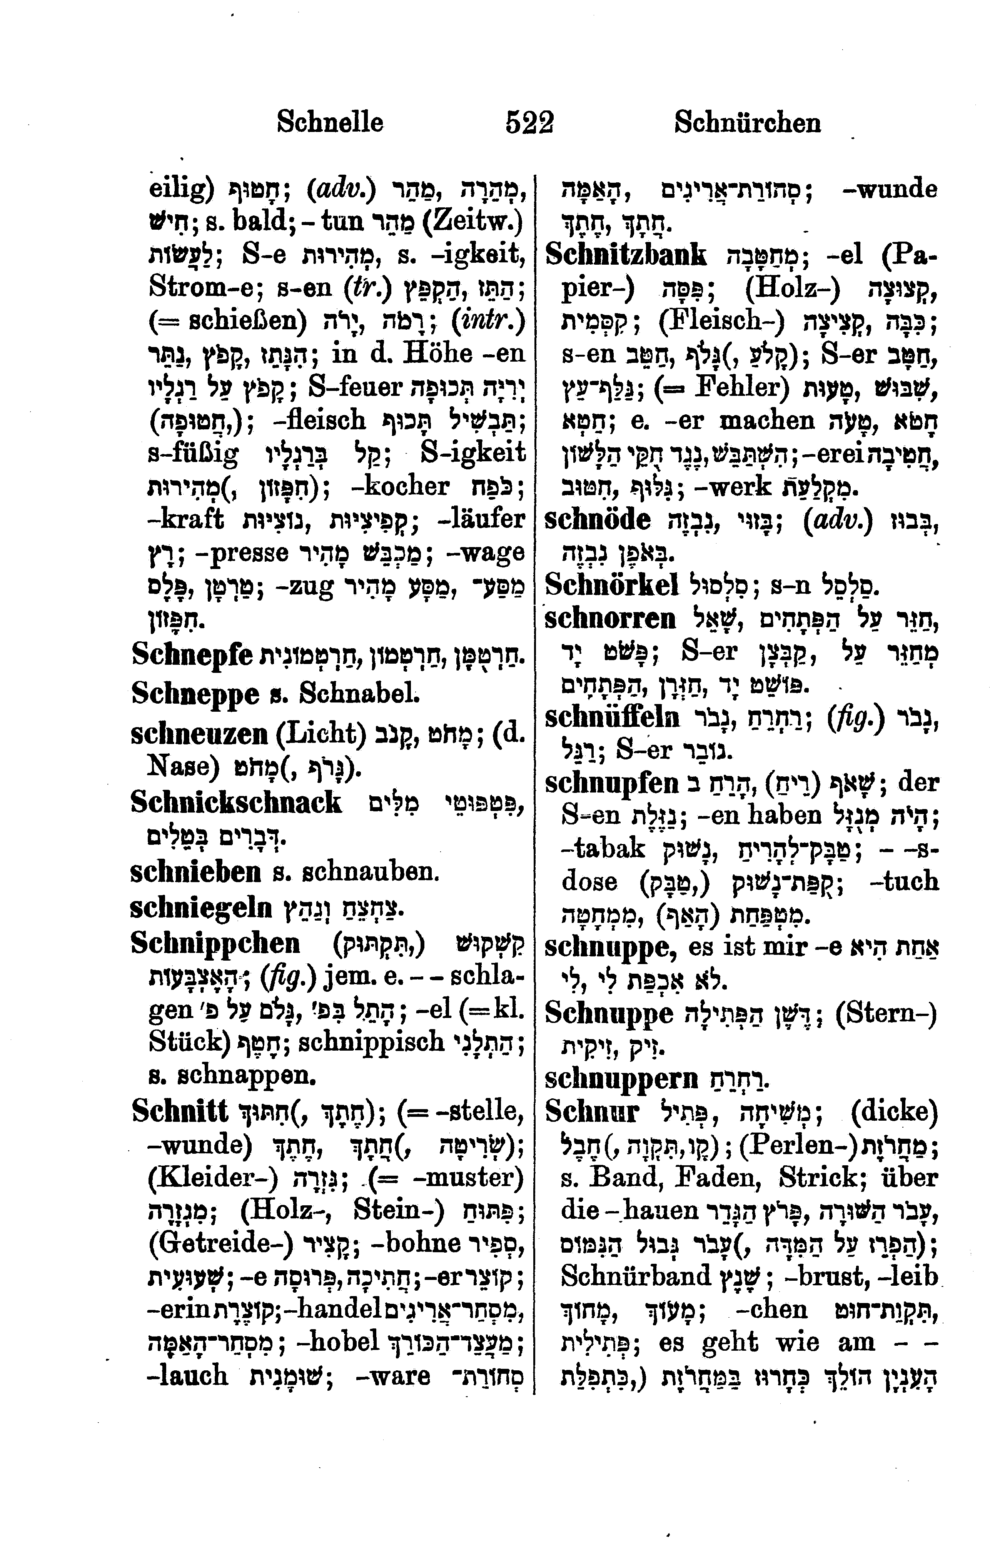 Schnelle 522 Schnürchen
eilig) חָטוּף; (adv.) מַהֵר, מְהֵרָה,
חִישׁ; s. bald; – tun מַהֵר (Zeitw.)
לַעֲשׂוֹת; S-e מְהִירוּת, s. -igkeit,
Strom-e; s-en (tr.) הַתֵּז, הַקְפֵּץ;
(= schießen) יָרֹה, רָמֹה; (intr.)
הִנָּתֵז, קָפֹץ, נַתֵּר; in d. Höhe -en
קָפֹץ עַל רַגְלָיו; S-feuer יְרִיָּה תְכוּפָה
(,חֲטוּפָה); -fleisch תַּבְשִׁיל תָּכוּף;
s-füßig קַל בְּרַגְלָיו; S-igkeit
מְהִירוּת(, חִפָּזוֹן); -kocher כֹּפַח;
-kraft קְפִיצִיּוּת, נוֹצִיּוּת; -läufer
רָץ; -presse מַכְבֵּשׁ מָהִיר; -wage
מַסַּע־, מַסָּע מָהִיר -zug; פֶּלֶס, טַרְטָן
חִפָּזוֹן.
Schnepfe חַרְטֻמָּן, חַרְטְמוֹן, חַרְטוּמוֹנִית.
Schneppe s. Schnabel.
schneuzen (Licht) קָנֹב, מָחֹט; (d.
Nase) מָחֹט(, גָּרֹף).
Schnickschnack פִּטְפּוּטֵי מִלִּים,
דְּבָרִים בְּטֵלִים.
schnieben s. schnauben.
schniegeln צַחְצֵחַ וְגַהֵץ.
Schnippchen קִשְׁקוּשׁ (,תִּקְתּוּק)
הָאֶצְבָּעוֹת; (fig.) jem. e. – – schla-
gen הָתֵל בִּפ', גָּלֹם עַל פ'; -el (= kl.
Stück) חָטֶף; schnippisch הַתְלָנִי;
s. schnappen.
Schnitt חִתּוּךְ(, חֶתֶךְ); (= -stelle,
-wunde) חֶתֶךְ, חֲתָךְ(, שְׂרִיטָה);
(Kleider-) גִּזְרָה; (= -muster)
מִגְזָרָה; (Holz-, Stein-) פִּתּוּחַ;
(Getreide-) קָצִיר; -bohne סָפִיר,
שְׁעוּעִית; -e חֲתִיכָה, פְּרוּסָה; -er קוֹצֵר;
-erin קוֹצֶרֶת; -handel מִסְחַר־אֲרִיגִים,
מִסְחַר־הָאַמָּה; -hobel מַעֲצַד־הַכּוֹרֵךְ;
-lauch שׁוּמָנִית; -ware סְחוֹרַת־
הָאַמָּה, סְחוֹרַת־אֲרִיגִים; -wunde
חֶתֶךְ, חֲתָךְ.
Schnitzbank מְחַטְּבָה; -el (Pa-
pier-) פִּסָּה; (Holz-) קְצוּצָה,
קִסְמִית; (Fleisch-) קְצִיצָה, כִּבָּה;
s-en חַטֵּב, גָּלֹף(, קַלַּע); S-er חַטָּב,
גַּלַּף־עֵץ; (= Fehler) טָעוּת, שִׁבּוּשׁ,
חֵטְא; e. -er machen טָעֹה, חָטֹא
הִשְׁתַּבֵּשׁ, נֶגֶד חֻקֵּי הַלָּשׁוֹן; -erei חֲטִיבָה,
חִטּוּב, גִּלּוּף; -werk מִקְלַעַת.
schnöde בָּזוּי, נִבְזֶה; (adv.) בְּבוּז,
בְּאֹפֶן נִבְזֶה.
Schnörkel סִלְסוּל; s-n סַלְסֵל.
schnorren חַזֵּר עַל הַפְּתָחִים, שָׁאֵל,
פָּשֹׁט יָד; S-er קַבְּצָן, מְחַזֵּר עַל
הַפְּתָחִים, חַזְּרָן, פּוֹשֵׁט יָד.
schnüffeln רַחְרֵחַ, נָבֹר; (fig.) נָבֹר,
רַגֵּל; S-er נוֹבֵר.
schnupfen שָׁאֹף (רֵיחַ), הָרֵחַ ב; der
S-en נַזֶּלֶת; -en haben הָיֹה מְנֻזָּל;
-tabak טַבַּק־לְהָרִיחַ, נָשׁוּק; – -s-
dose קֻפְסַת־נָשׁוּק (,טַבָּק); -tuch
מִטְפַּחַת (הָאַף), מִמְחָטָה.
schnuppe, es ist mir -e אַחַת הִיא
לִי, לֹא אִכְפַּת לִי.
Schnuppe דֶּשֶׁן הַפְּתִילָה; (Stern-)
זִיק, זִיקִית.
schnuppern רַחְרֵחַ.
Schnur פְּתִיל, מְשִׁיחָה; (dicke)
חֶבֶל(, תִּקְוָה, קַו); (Perlen-) מַחֲרֹזֶת;
s. Band, Faden, Strick; über
die – hauen עָבֹר הַשּׁוּרָה, פָּרֹץ הַגָּדֵר,
עָבֹר גְּבוּל הַנִּמּוּס(, הַפְרֵז עַל הַמִּדָּה);
Schnürband שְׂנָץ; -brust, -leib
מָחוֹךְ, מָעוֹךְ; -chen תִּקְוַת־חוּט,
פְּתִילִית; es geht wie am – –
הָעִנְיָן הוֹלֵךְ כְּחָרוּז בַּמַּחֲרֹזֶת (,כִּתְפִלַּת